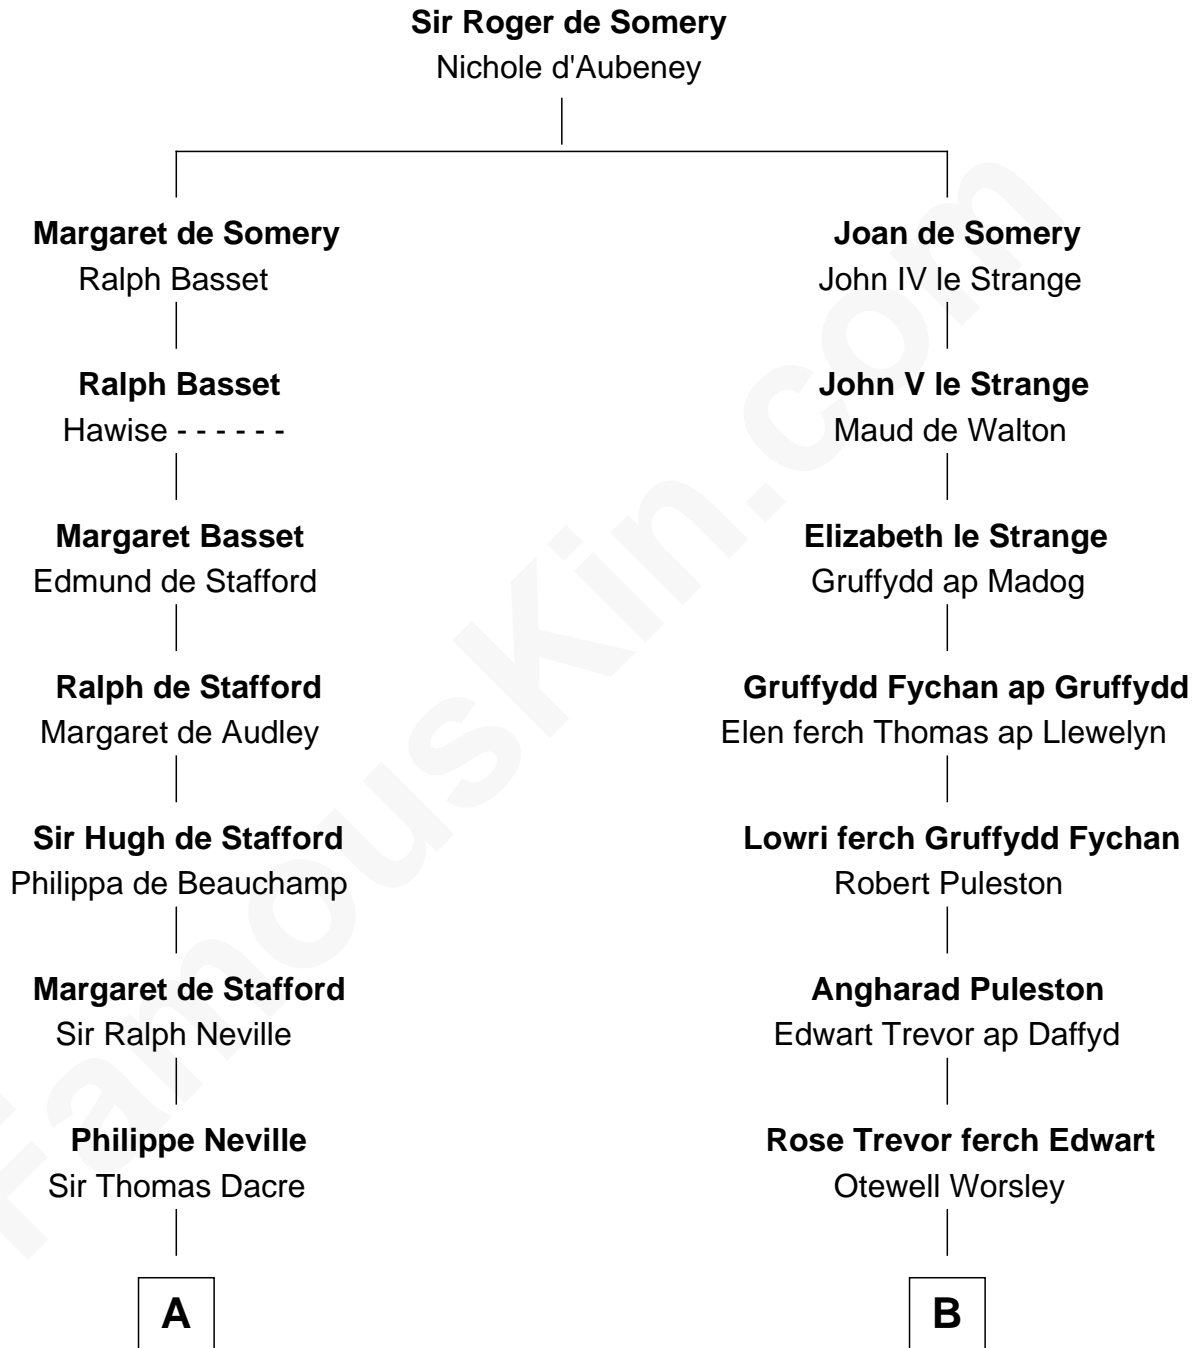 Sir Roger de Somery
Nichole d'Aubeney
Margaret de Somery
Ralph Basset
Ralph Basset
Hawise - - - - - -
Margaret Basset
Edmund de Stafford
Ralph de Stafford
Margaret de Audley
Sir Hugh de Stafford
Philippa de Beauchamp
Margaret de Stafford
Sir Ralph Neville
Philippe Neville
Sir Thomas Dacre
A
Joan de Somery
John IV le Strange
John V le Strange
Maud de Walton
Elizabeth le Strange
Gruffydd ap Madog
Gruffydd Fychan ap Gruffydd
Elen ferch Thomas ap Llewelyn
Lowri ferch Gruffydd Fychan
Robert Puleston
Angharad Puleston
Edwart Trevor ap Daffyd
Rose Trevor ferch Edwart
Otewell Worsley
B
FamousKin.com